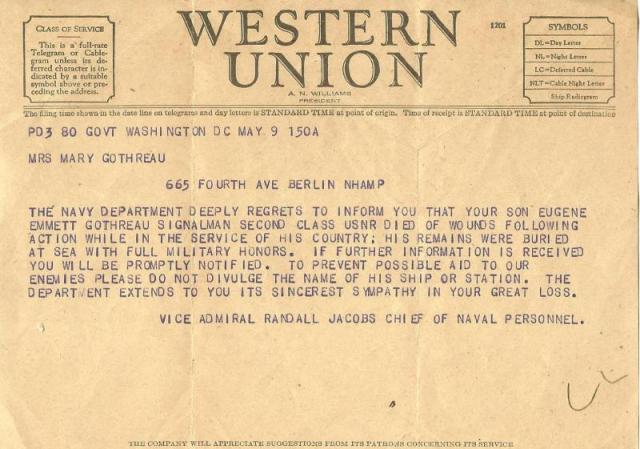 CLASS OF SERVICE
This is a full-rate
Telegram or Cable-
gram unless its de-
ferred character is in-
dicated by a suitable
symbol above or pre-
ceding the address.
WESTERN
UNION
A. N. WILLIAMS
PRESIDENT
1201
SYMBOLS
DL=Day Letter
NL=Night Letter
LC=Deferred Cable
NLT=Cable Night Letter
Ship Radiogram
The filing time shown in the date line on telegrams and day letters is STANDARD TIME at point of origin. Time of receipt is STANDARD TIME at point of destination
PD3 80 GOVT WASHINGTON DC MAY 9 150A
MRS MARY GOTHREAU
665 FOURTH AVE BERLIN NHAMP
THE NAVY DEPARTMENT DEEPLY REGRETS TO INFORM YOU THAT YOUR SON EUGENE
EMMETT GOTHREAU SIGNALMAN SECOND CLASS USNR DIED OF WOUNDS FOLLOWING
ACTION WHILE IN THE SERVICE OF HIS COUNTRY; HIS REMAINS WERE BURIED
AT SEA WITH FULL MILITARY HONORS. IF FURTHER INFORMATION IS RECEIVED
YOU WILL BE PROMPTLY NOTIFIED. TO PREVENT POSSIBLE AID TO OUR
ENEMIES PLEASE DO NOT DIVULGE THE NAME OF HIS SHIP OR STATION. THE
DEPARTMENT EXTENDS TO YOU ITS SINCEREST SYMPATHY IN YOUR GREAT LOSS.
VICE ADMIRAL RANDALL JACOBS CHIEF OF NAVAL PERSONNEL.
THE COMPANY WILL APPRECIATE SUGGESTIONS FROM ITS PATRONS CONCERNING ITS SERVICE